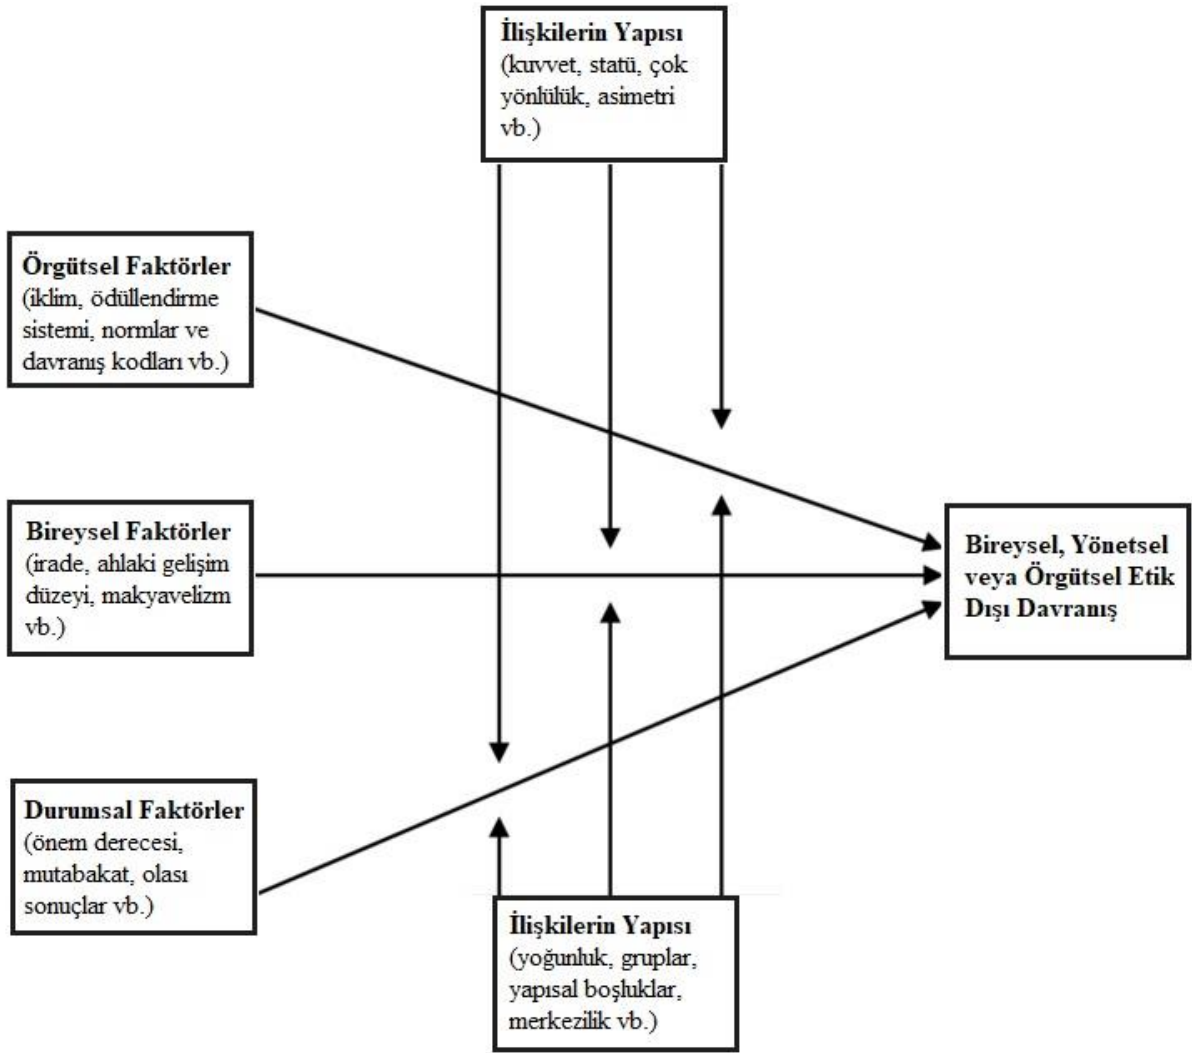 İlişkilerin Yapısı
(kuvvet, statü, çok
yönlülük, asimetri
vb.)
Örgütsel Faktörler
(iklim, ödüllendirme
sistemi, normlar ve
davranış kodları vb.)
Bireysel Faktörler
(irade, ahlaki gelişim
düzeyi, makyavelizm
vb.)
Bireysel, Yönetsel
veya Örgütsel Etik
Dışı Davranış
Durumsal Faktörler
(önem derecesi,
mutabakat, olası
sonuçlar vb.)
İlişkilerin Yapısı
(yoğunluk, gruplar,
yapısal boşluklar,
merkezilik vb.)